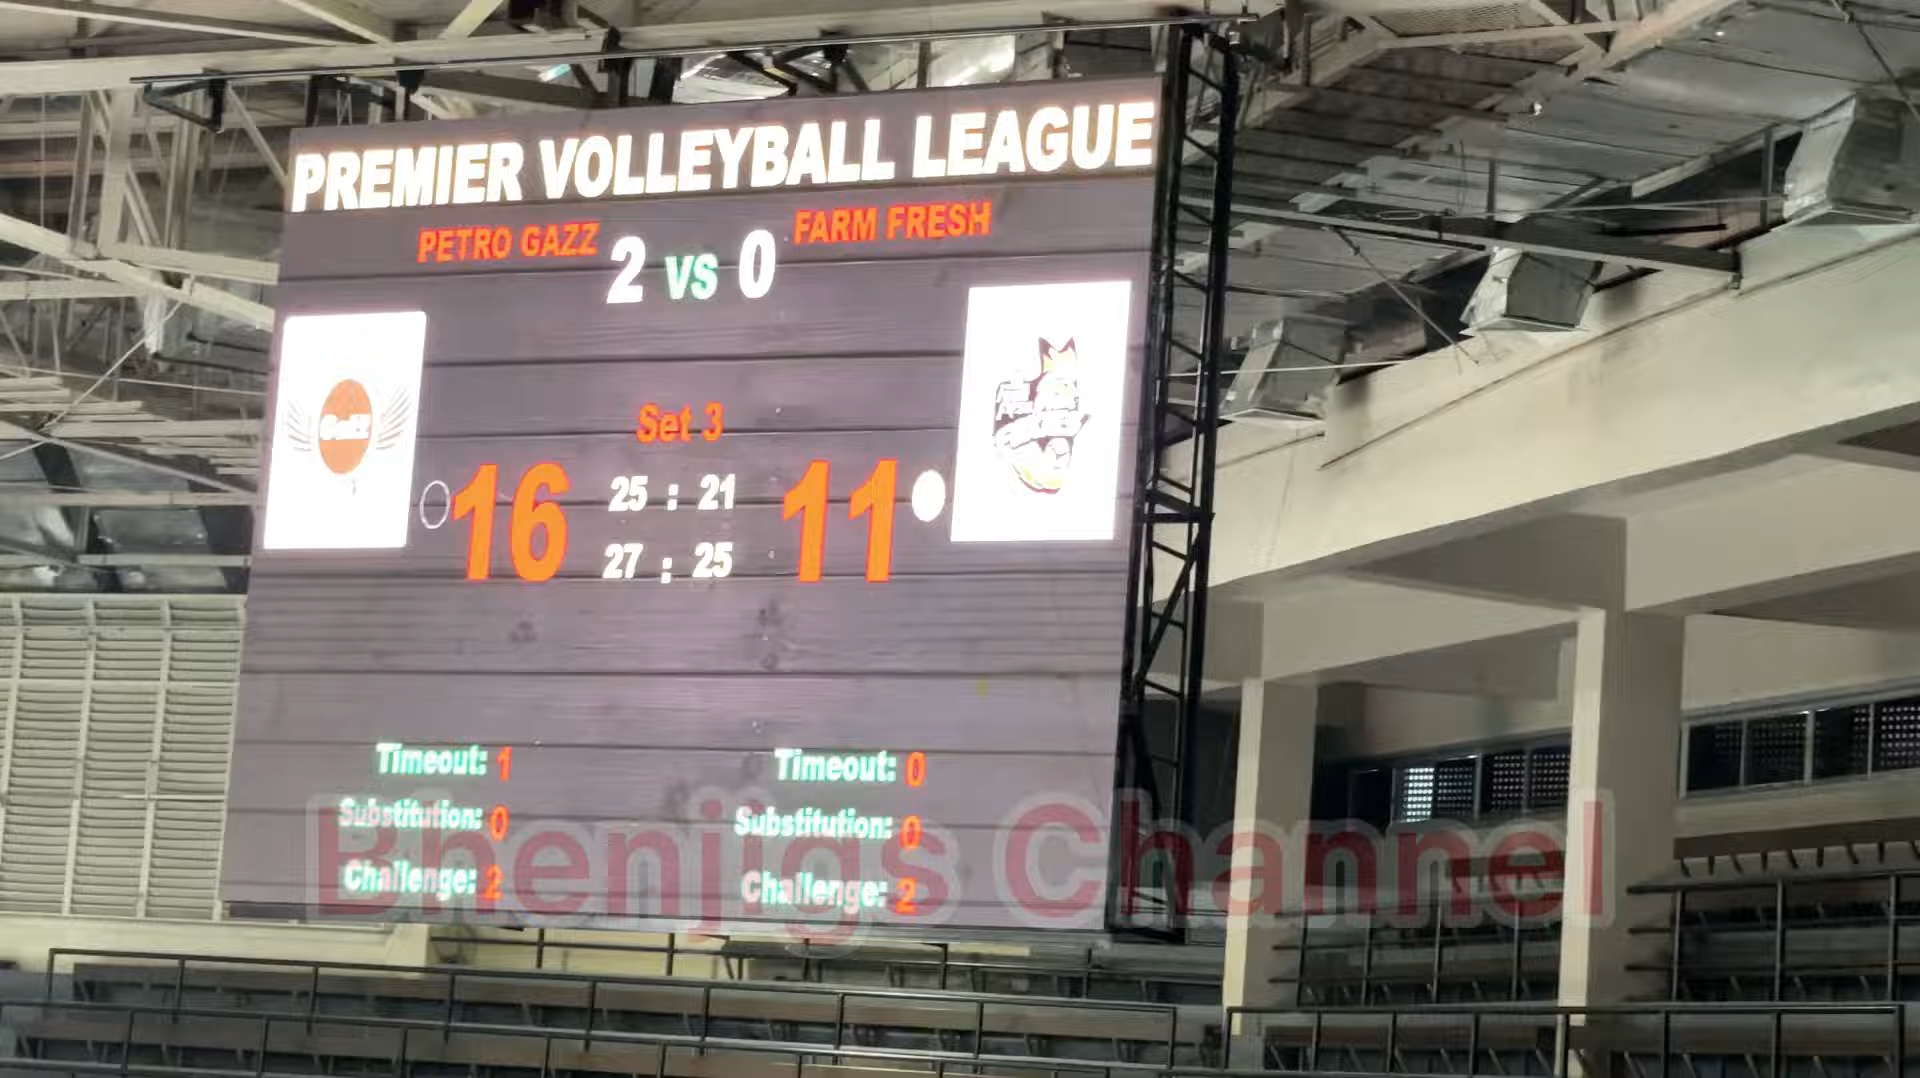 PREMIER VOLLEYBALL LEAGUE
PETRO GAZZ 2 VS 0 FARM FRESH
Set 3
16 25 : 21 11
27 : 25
GaZZ
Timeout: 1 Timeout: 0
Substitution: 0 Substitution: 0
Challenge: 2 Challenge: 2
Bhenjigs Channel